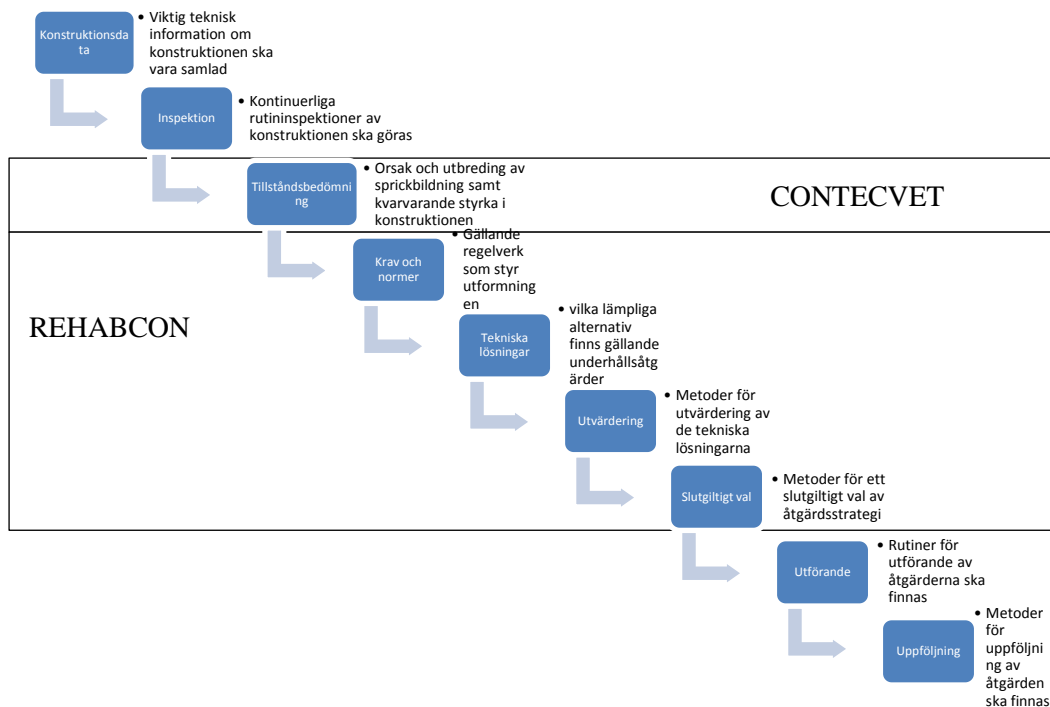 Konstruktionsda
ta
• Viktig teknisk
information om
konstruktionen ska
vara samlad
Inspektion
• Kontinuerliga
rutininspektioner av
konstruktionen ska göras
Tillståndsbedömn
ing
• Orsak och utbreding av
sprickbildning samt
kvarvarande styrka i
konstruktionen
CONTECVET
Krav och
normer
• Gällande
regelverk
som styr
utformning
en
REHABCON
Tekniska
lösningar
• vilka lämpliga
alternativ
finns gällande
underhållsåtg
ärder
Utvärdering
• Metoder för
utvärdering av
de tekniska
lösningarna
Slutgiltigt val
• Metoder för ett
slutgiltigt val av
åtgärdsstrategi
Utförande
• Rutiner för
utförande av
åtgärderna ska
finnas
Uppföljning
• Metoder
för
uppföljni
ng av
åtgärden
ska finnas